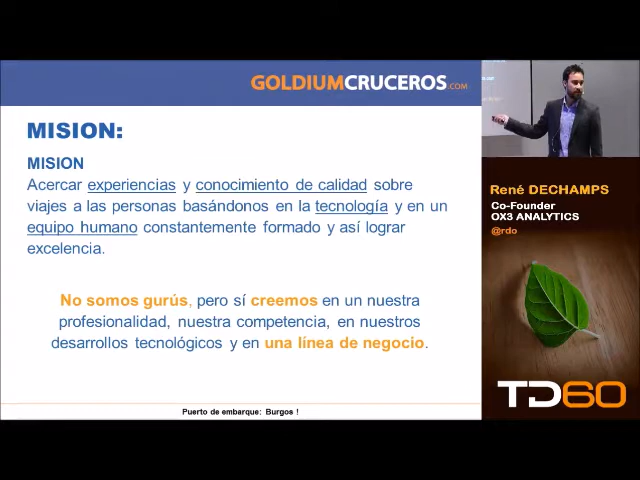 GOLDIUMCRUCEROS.COM
MISION:
MISION
Acercar experiencias y conocimiento de calidad sobre
viajes a las personas basándonos en la tecnología y en un
equipo humano constantemente formado y así lograr
excelencia.
No somos gurús, pero sí creemos en un nuestra
profesionalidad, nuestra competencia, en nuestros
desarrollos tecnológicos y en una línea de negocio.
Puerto de embarque: Burgos !
René DECHAMPS
Co-Founder
OX3 ANALYTICS
@rdo
TD60